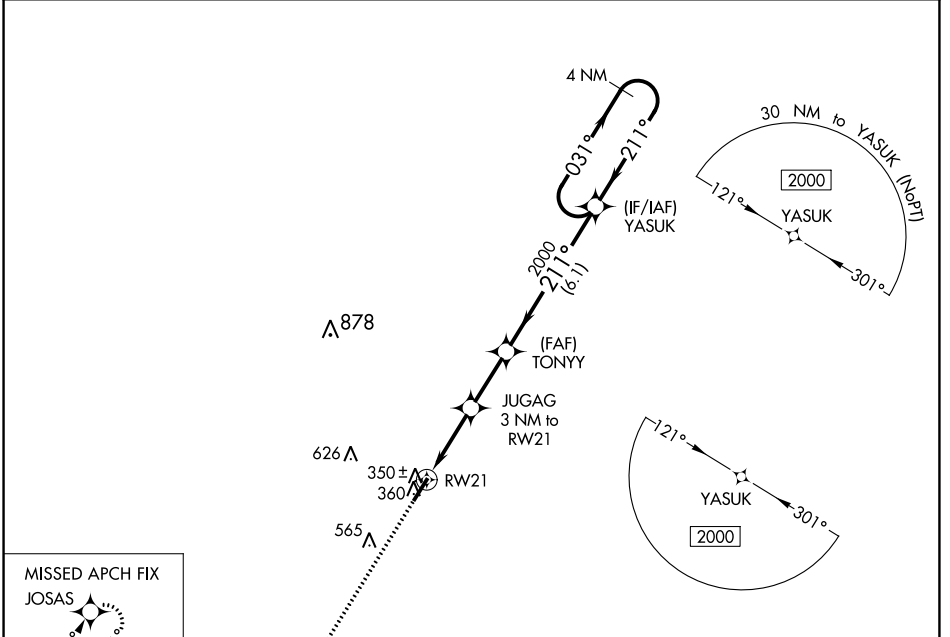 4 NM
031°
211°
(IF/IAF)
YASUK
30 NM to YASUK (NoPT)
2000
121°
YASUK
301°
2000
211°
(6.1)
878
(FAF)
TONYY
JUGAG
3 NM to
RW21
626
350 ±
360
RW21
565
121°
YASUK
301°
2000
MISSED APCH FIX
JOSAS